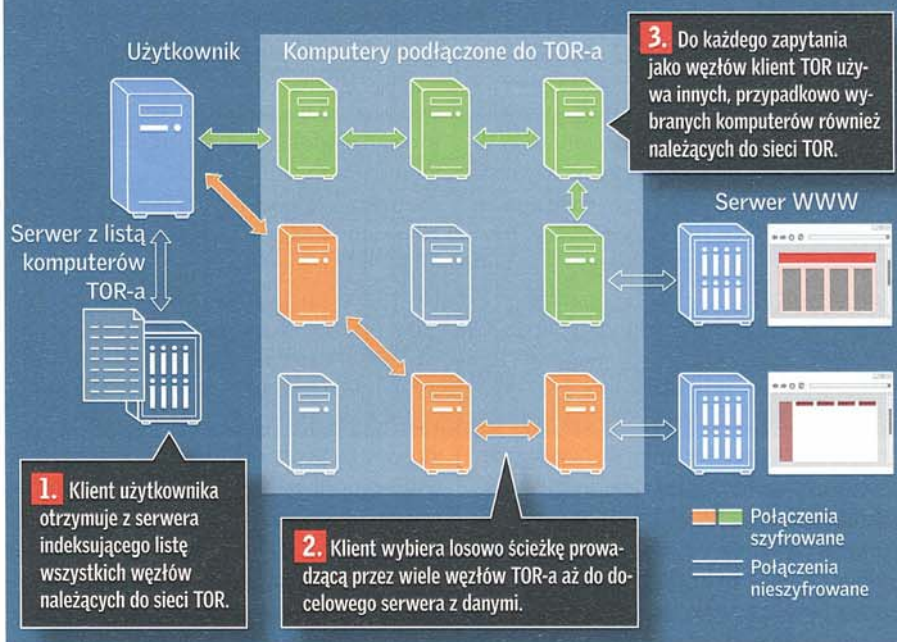 Użytkownik
Komputery podłączone do TOR-a
3. Do każdego zapytania
jako węzłów klient TOR uży-
wa innych, przypadkowo wy-
branych komputerów również
należących do sieci TOR.
Serwer WWW
Serwer z listą
komputerów
TOR-a
1. Klient użytkownika
otrzymuje z serwera
indeksującego listę
wszystkich węzłów
należących do sieci TOR.
2. Klient wybiera losowo ścieżkę prowa-
dzącą przez wiele węzłów TOR-a aż do do-
celowego serwera z danymi.
Połączenia
szyfrowane
Połączenia
nieszyfrowane